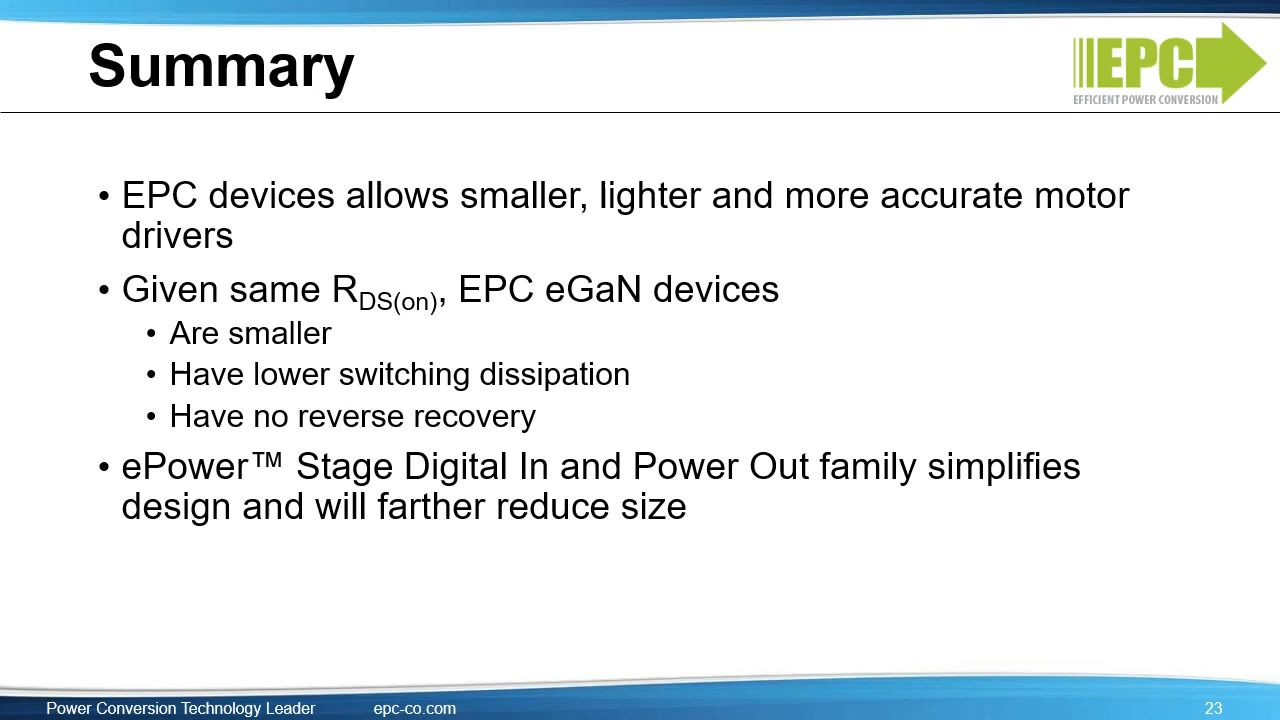 Summary
EPC
EFFICIENT POWER CONVERSION
• EPC devices allows smaller, lighter and more accurate motor
drivers
• Given same RDS(on), EPC eGaN devices
• Are smaller
• Have lower switching dissipation
• Have no reverse recovery
• ePower™ Stage Digital In and Power Out family simplifies
design and will farther reduce size
Power Conversion Technology Leader epc-co.com 23